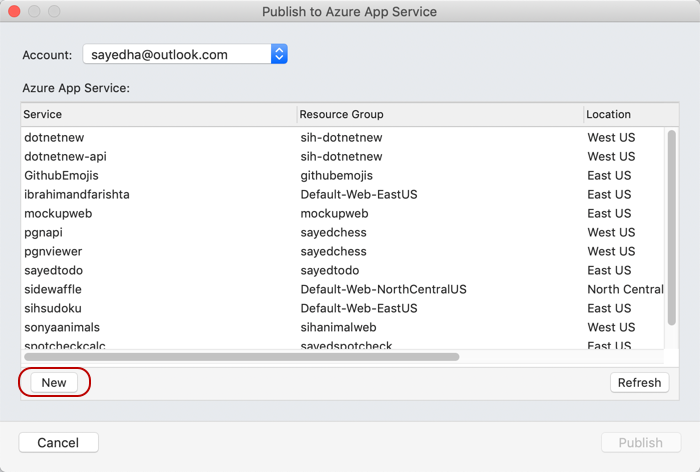 Publish to Azure App Service
Account: sayedha@outlook.com
Azure App Service:
Service Resource Group Location
dotnetnew sih-dotnetnew West US
dotnetnew-api sih-dotnetnew West US
GithubEmojis githubemojis East US
ibrahimandfarishta Default-Web-EastUS East US
mockupweb mockupweb East US
pgnapi sayedchess West US
pgnviewer sayedchess West US
sayedtodo sayedtodo East US
sidewaffle Default-Web-NorthCentralUS North Central
sihsudoku Default-Web-EastUS East US
sonyaanimals sihanimalweb West US
spotcheckcalc sayedspotcheck East US
New Refresh
Cancel Publish